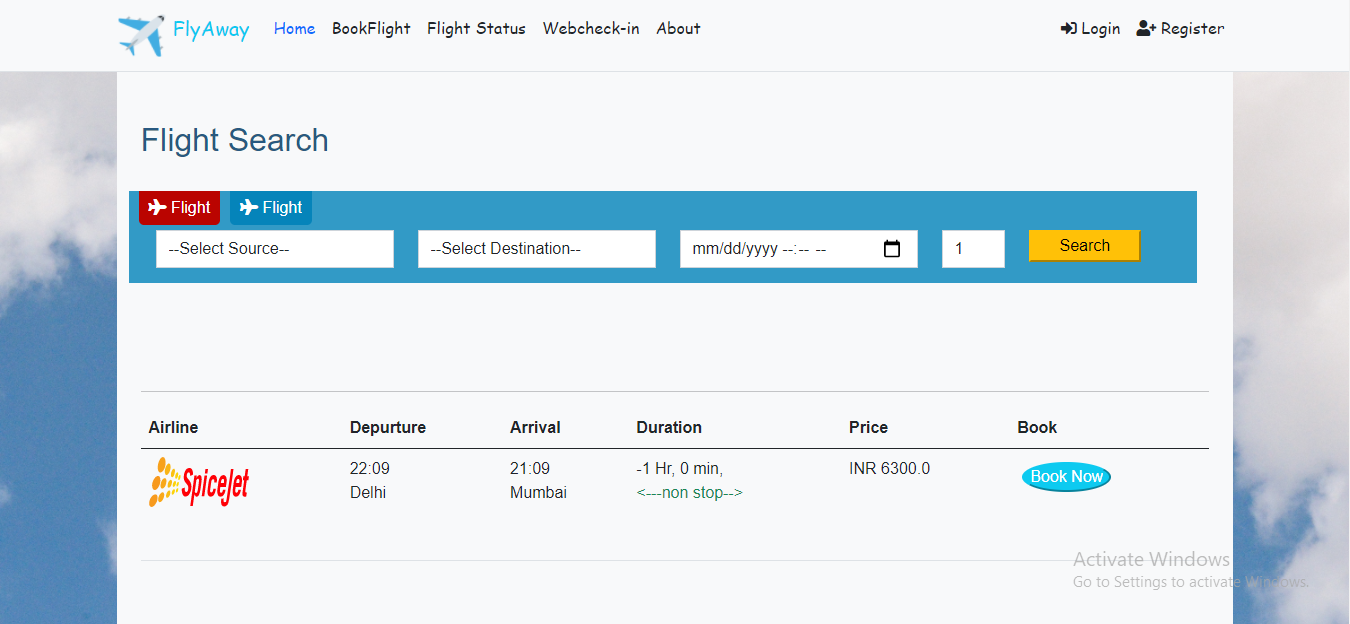 FlyAway Home BookFlight Flight Status Webcheck-in About Login Register
Flight Search
Flight Flight
--Select Source-- --Select Destination-- mm/dd/yyyy --:-- -- 1 Search
Airline Depurture Arrival Duration Price Book
SpiceJet 22:09 21:09 -1 Hr, 0 min, INR 6300.0 Book Now
Delhi Mumbai <---non stop-->
Activate Windows
Go to Settings to activate Windows.